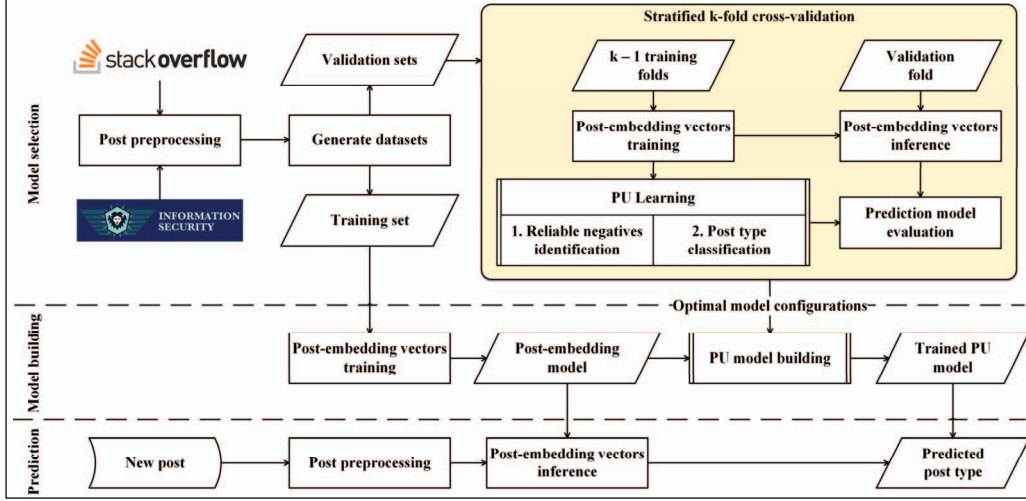 Model selection
stackoverflow
Post preprocessing
INFORMATION
SECURITY
Validation sets
Generate datasets
Training set
Stratified k-fold cross-validation
k – 1 training
folds
Validation
fold
Post-embedding vectors
training
Post-embedding vectors
inference
PU Learning
1. Reliable negatives
identification
2. Post type
classification
Prediction model
evaluation
Model building
Optimal model configurations
Post-embedding vectors
training
Post-embedding
model
PU model building
Trained PU
model
Prediction
New post
Post preprocessing
Post-embedding vectors
inference
Predicted
post type